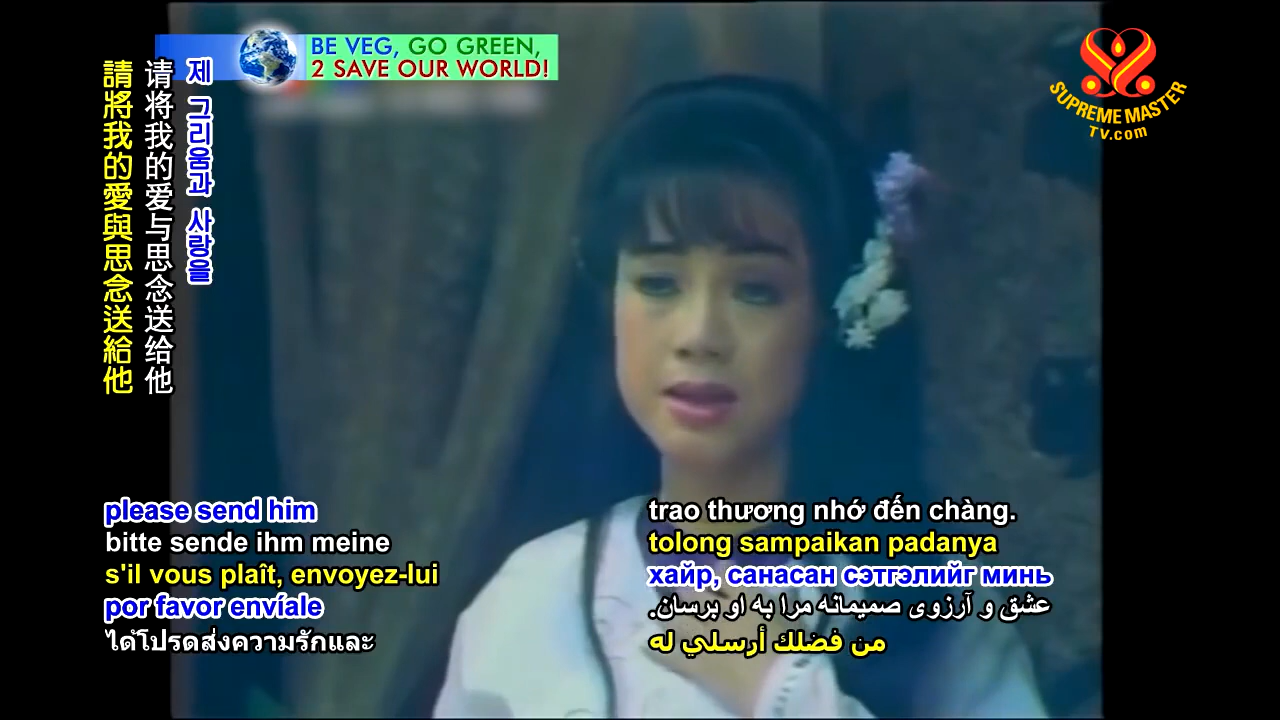 BE VEG, GO GREEN,
2 SAVE OUR WORLD!
SUPREME MASTER
TV.com
제 그리움과 사랑을
请将我的爱与思念送给他
請將我的愛與思念送給他
please send him
bitte sende ihm meine
s'il vous plaît, envoyez-lui
por favor envíale
ได้โปรดส่งความรักและ
trao thương nhớ đến chàng.
tolong sampaikan padanya
хайр, санасан сэтгэлийг минь
عشق و آرزوی صمیمانه مرا به او برسان.
من فضلك أرسلي له